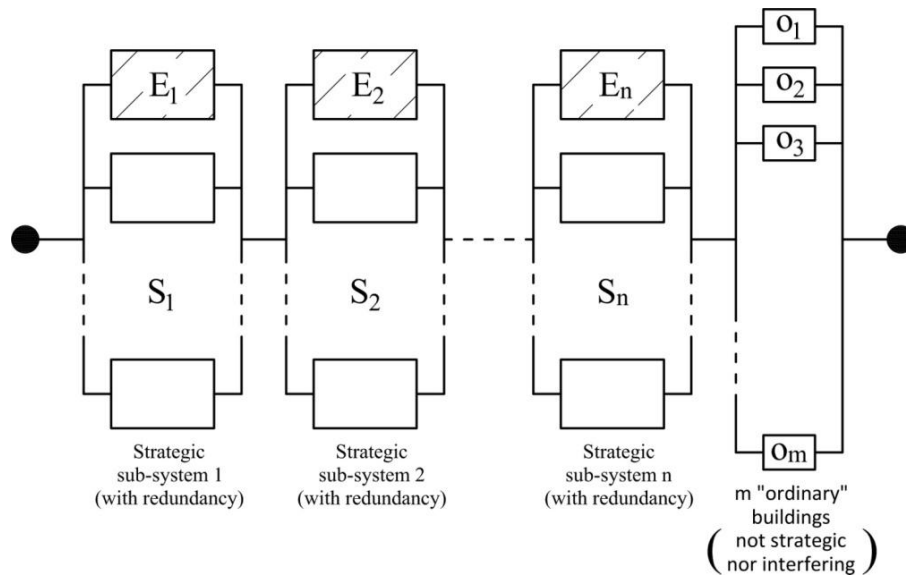 E₁
E₂
Eₙ
O₁
O₂
O₃
S₁
S₂
Sₙ
Oₘ
Strategic
sub-system 1
(with redundancy)
Strategic
sub-system 2
(with redundancy)
Strategic
sub-system n
(with redundancy)
m "ordinary"
buildings
(not strategic
nor interfering)